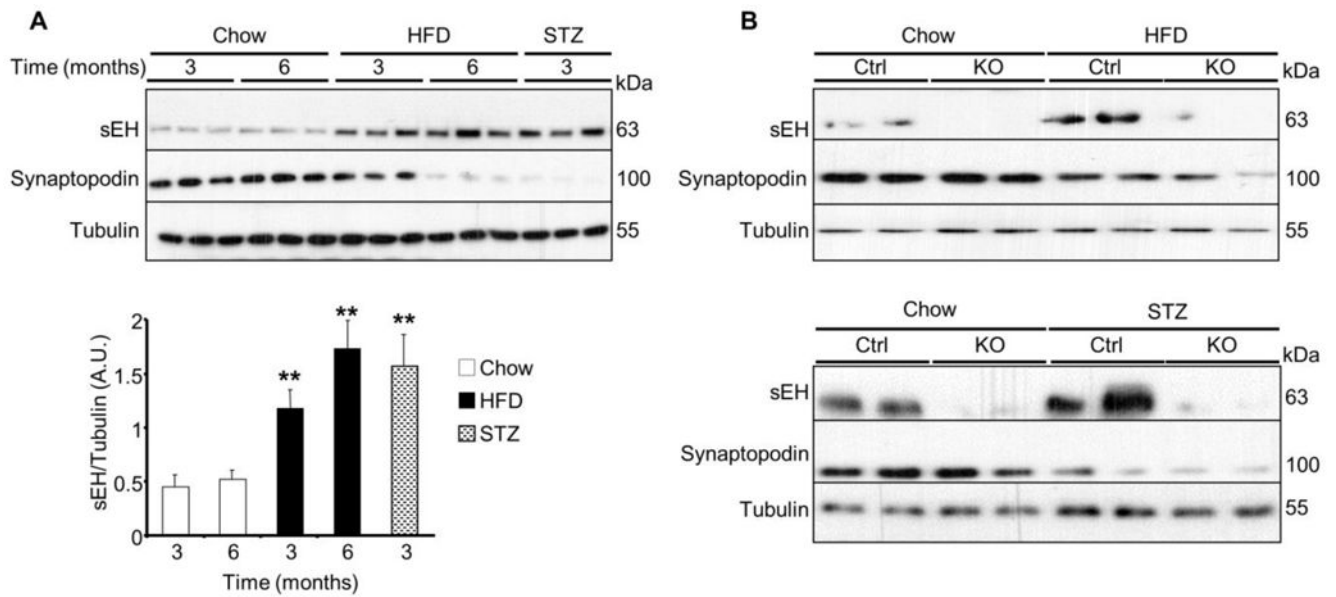 A
Chow HFD STZ
Time (months) 3 6 3 6 3
kDa
sEH 63
Synaptopodin 100
Tubulin 55
sEH/Tubulin (A.U.)
2
1.5
1
0.5
0
** ** **
3 6 3 6 3
Time (months)
Chow
HFD
STZ
B
Chow HFD
Ctrl KO Ctrl KO kDa
sEH 63
Synaptopodin 100
Tubulin 55
Chow STZ
Ctrl KO Ctrl KO kDa
sEH 63
Synaptopodin 100
Tubulin 55